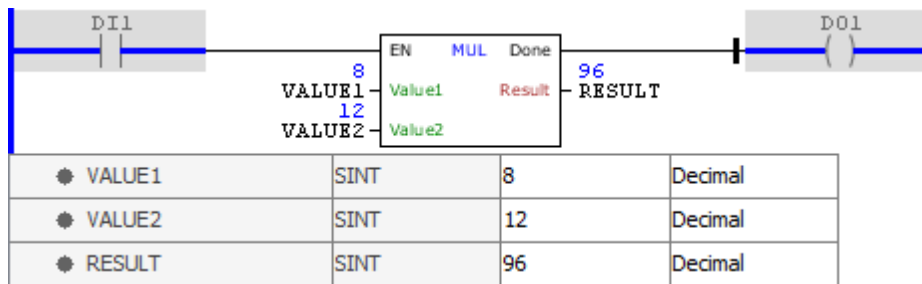 DI1 DO1
EN MUL Done
8 96
VALUE1 Value1 Result RESULT
12
VALUE2 Value2
VALUE1 SINT 8 Decimal
VALUE2 SINT 12 Decimal
RESULT SINT 96 Decimal